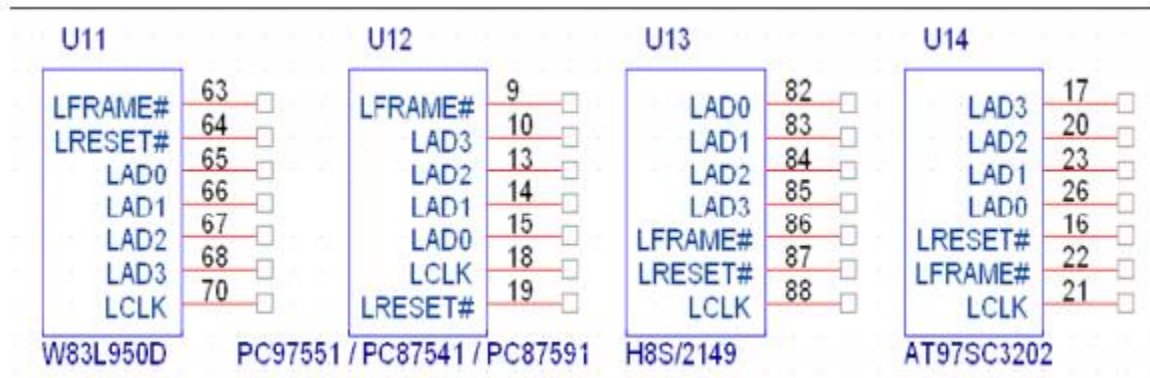 U11 U12 U13 U14
LFRAME# 63 LFRAME# 9 LAD0 82 LAD3 17
LRESET# 64 LAD3 10 LAD1 83 LAD2 20
LAD0 65 LAD2 13 LAD2 84 LAD1 23
LAD1 66 LAD1 14 LAD3 85 LAD0 26
LAD2 67 LAD0 15 LFRAME# 86 LRESET# 16
LAD3 68 LCLK 18 LRESET# 87 LFRAME# 22
LCLK 70 LRESET# 19 LCLK 88 LCLK 21
W83L950D PC97551 / PC87541 / PC87591 H8S/2149 AT97SC3202